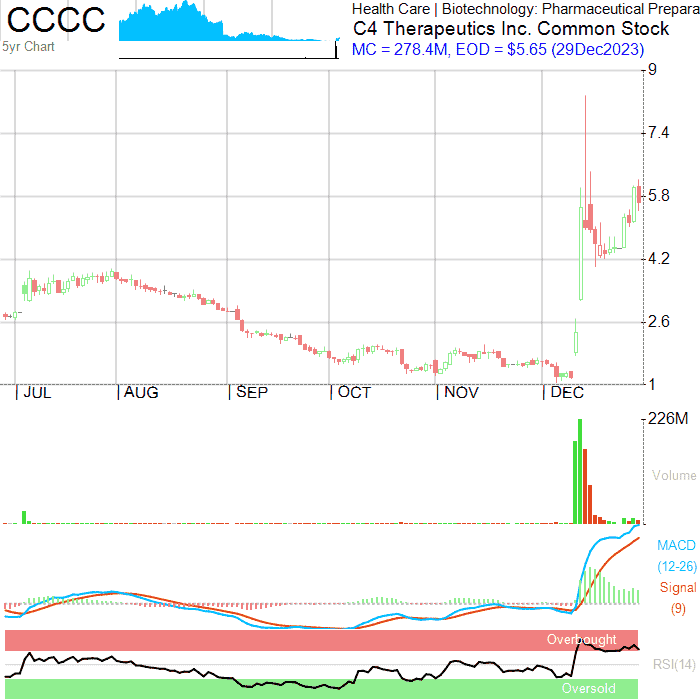 CCCC
5yr Chart
Health Care | Biotechnology: Pharmaceutical Prepara
C4 Therapeutics Inc. Common Stock
MC = 278.4M, EOD = $5.65 (29Dec2023)
9
7.4
5.8
4.2
2.6
1
JUL AUG SEP OCT NOV DEC
226M
Volume
MACD
(12-26)
Signal
(9)
Overbought
RSI(14)
Oversold